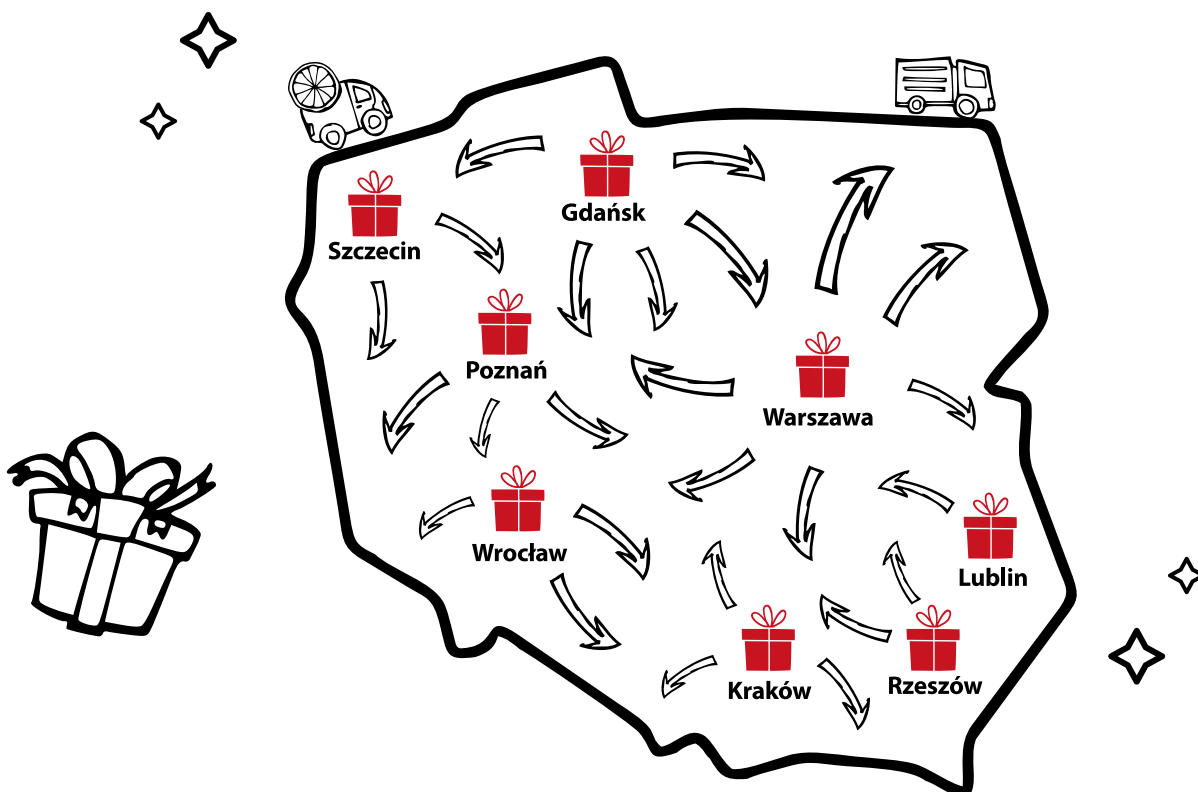 Gdańsk
Szczecin
Poznań
Warszawa
Wrocław
Lublin
Kraków
Rzeszów